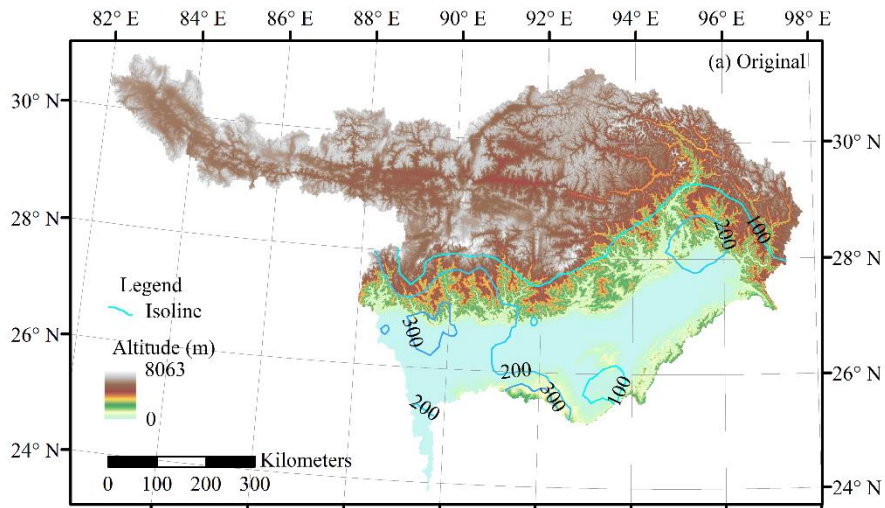 82° E 84° E 86° E 88° E 90° E 92° E 94° E 96° E 98° E
(a) Original
30° N
30° N
28° N
28° N
26° N
26° N
24° N
24° N
200
100
300
200
300
100
200
Legend
Isoline
Altitude (m)
8063
0
Kilometers
0 100 200 300